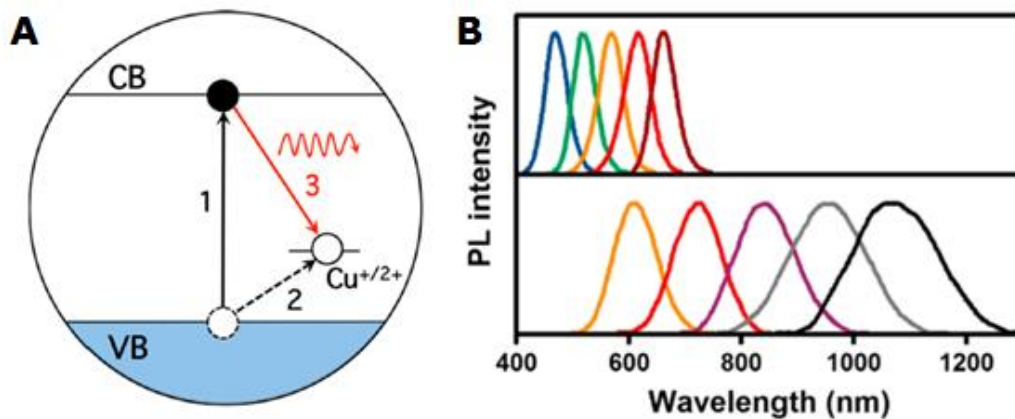 A
CB
1
3
2
Cu+/2+
VB
B
PL intensity
400 600 800 1000 1200
Wavelength (nm)